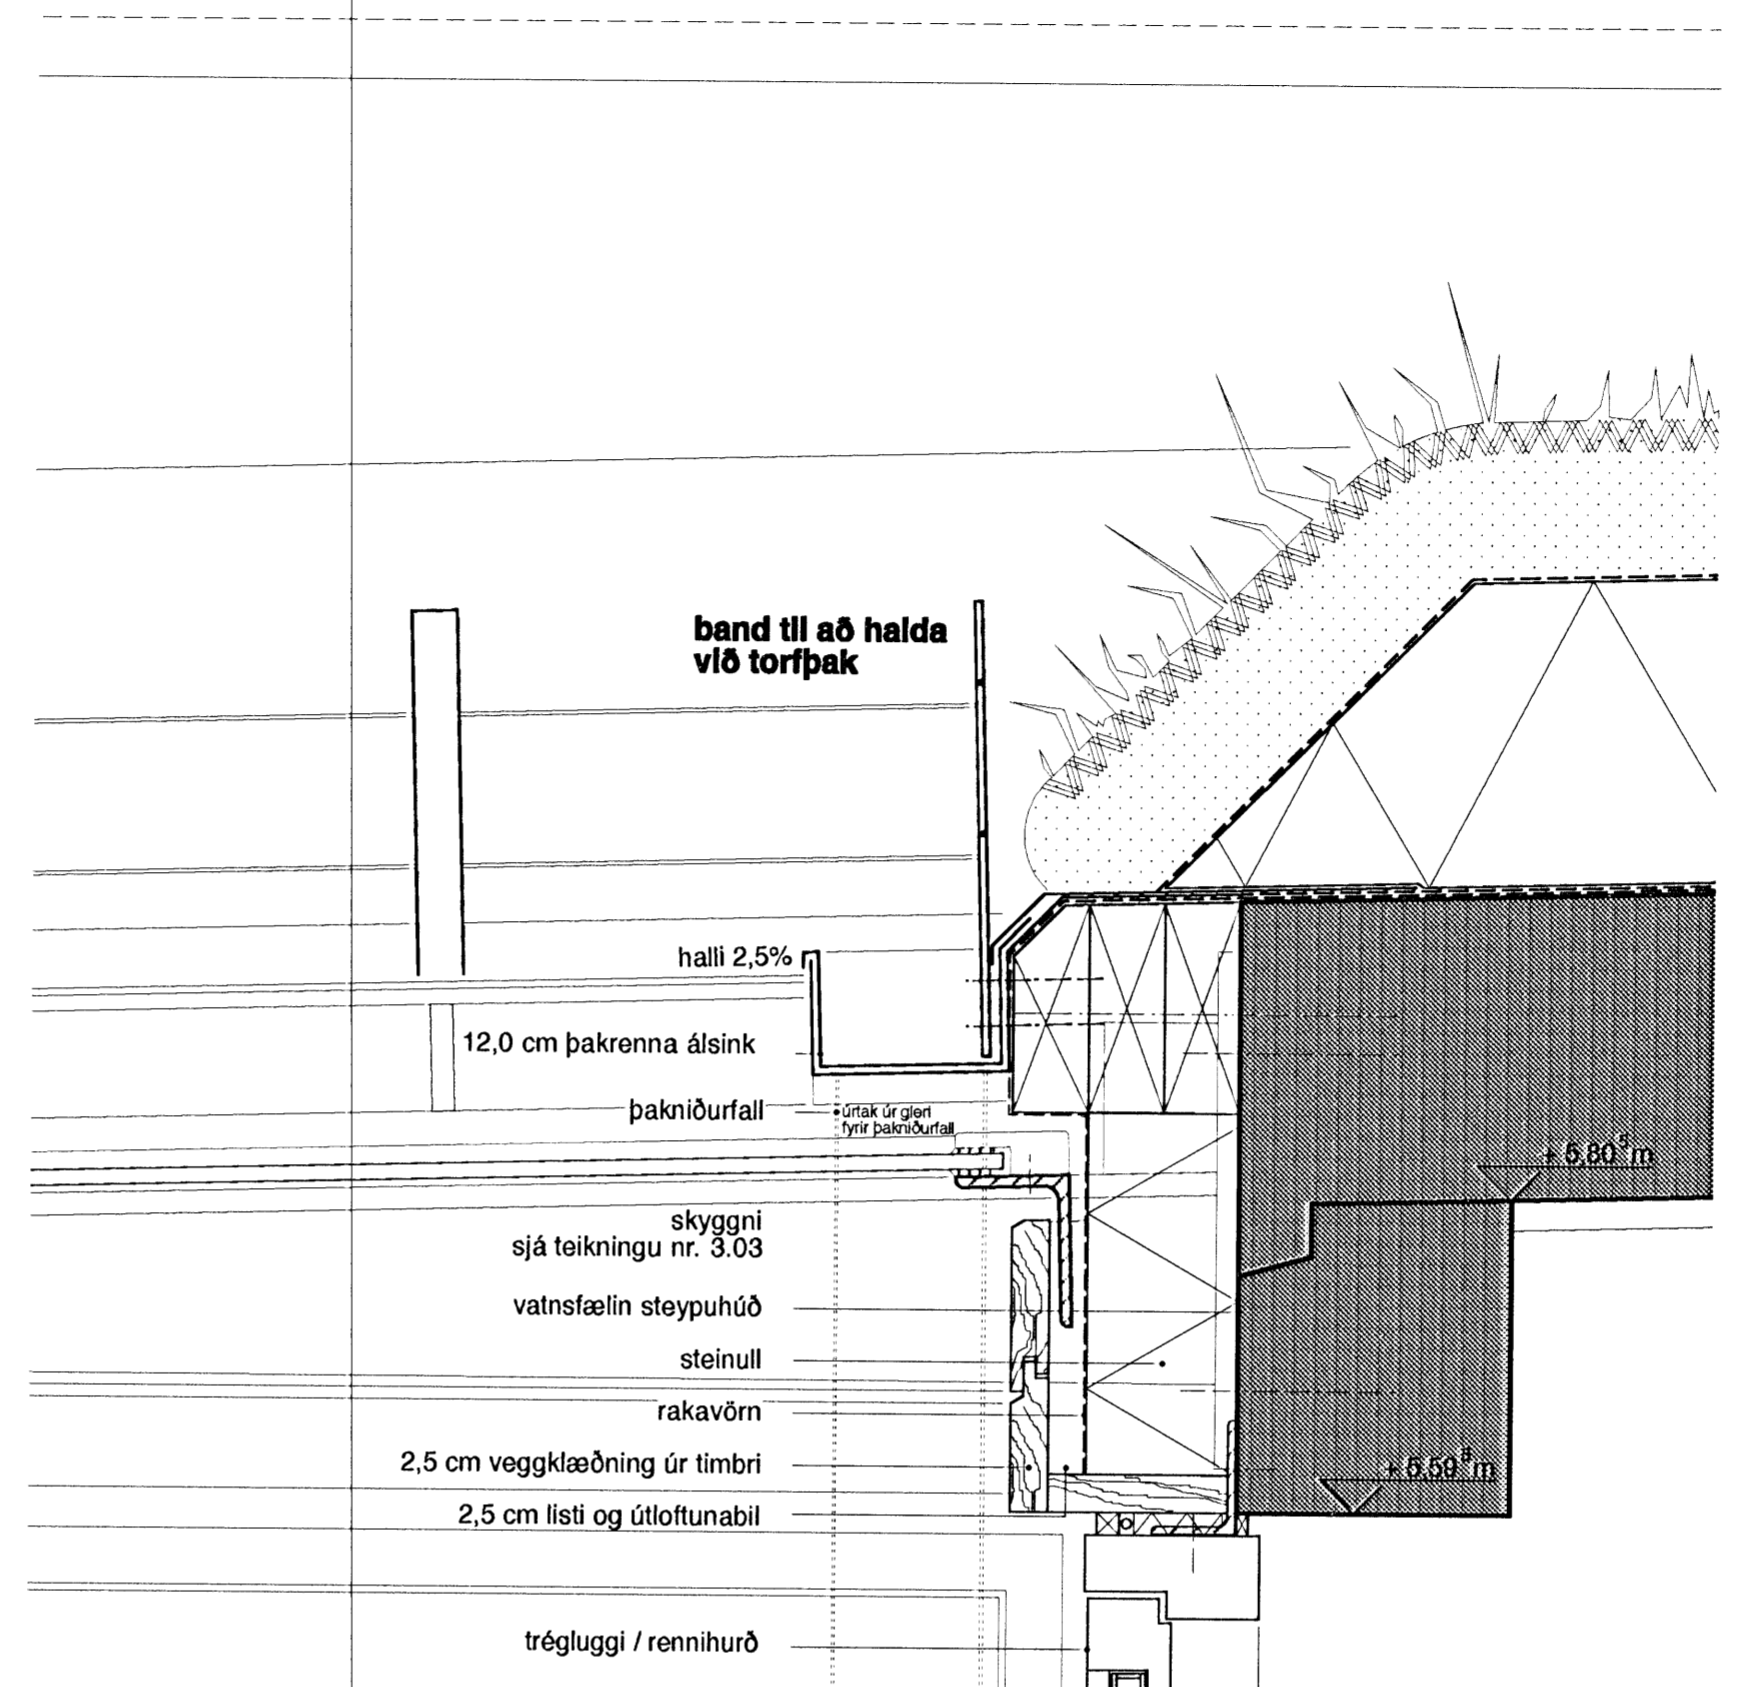 band til að halda
við torfþak
halli 2,5%
12,0 cm þakrenna álsink
þakniðurfall
úrtak úr gleri
fyrir þakniðurfall
+ 5,80⁵m
skyggni
sjá teikningu nr. 3.03
vatnsfælin steypuhúð
steinull
rakavörn
2,5 cm veggklæðning úr timbri
+ 5,59⁸m
2,5 cm listi og útloftunabil
trégluggi / rennihurð